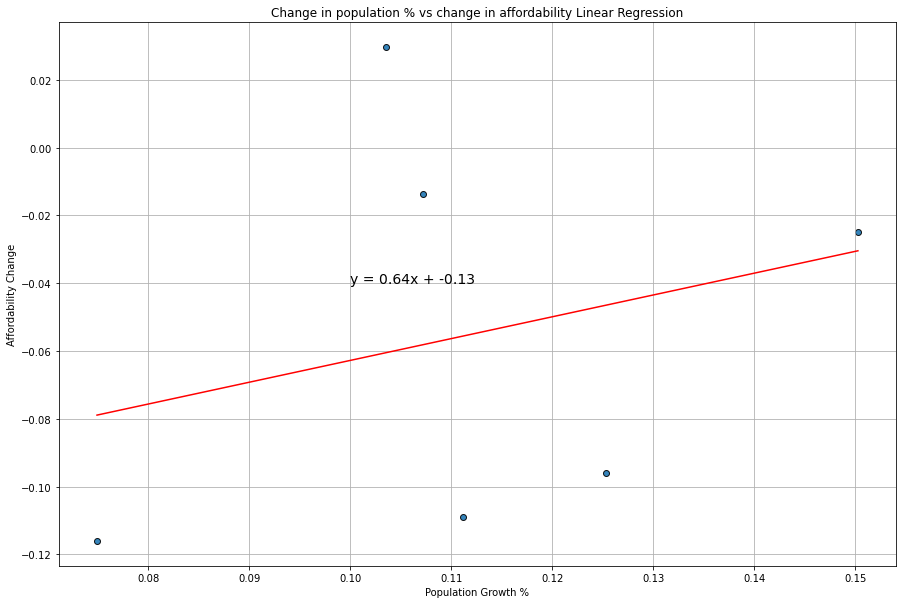 Change in population % vs change in affordability Linear Regression
0.02
0.00
−0.02
−0.04
−0.06
−0.08
−0.10
−0.12
Affordability Change
y = 0.64x + -0.13
0.08 0.09 0.10 0.11 0.12 0.13 0.14 0.15
Population Growth %